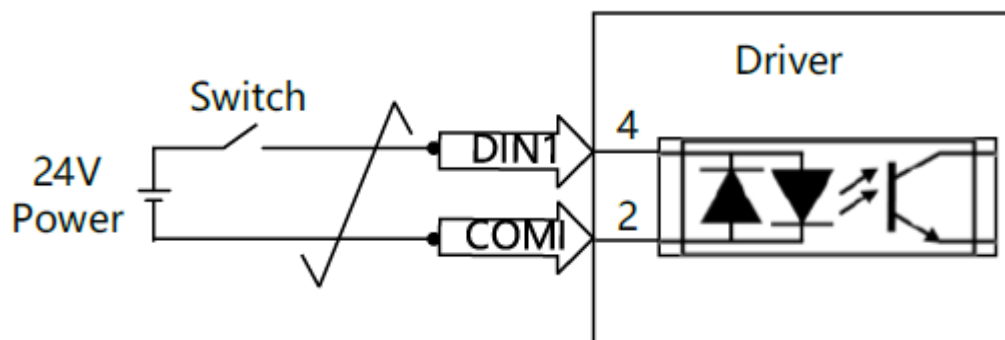 Driver
Switch
24V
Power
DIN1
4
COMI
2